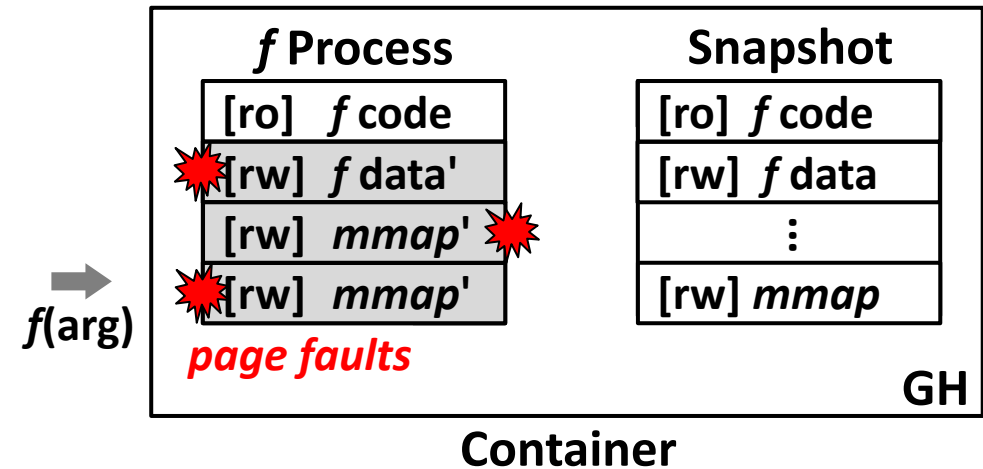 f Process
[ro] f code
[rw] f data'
[rw] mmap'
[rw] mmap'
page faults
f(arg)
Snapshot
[ro] f code
[rw] f data
⋮
[rw] mmap
GH
Container